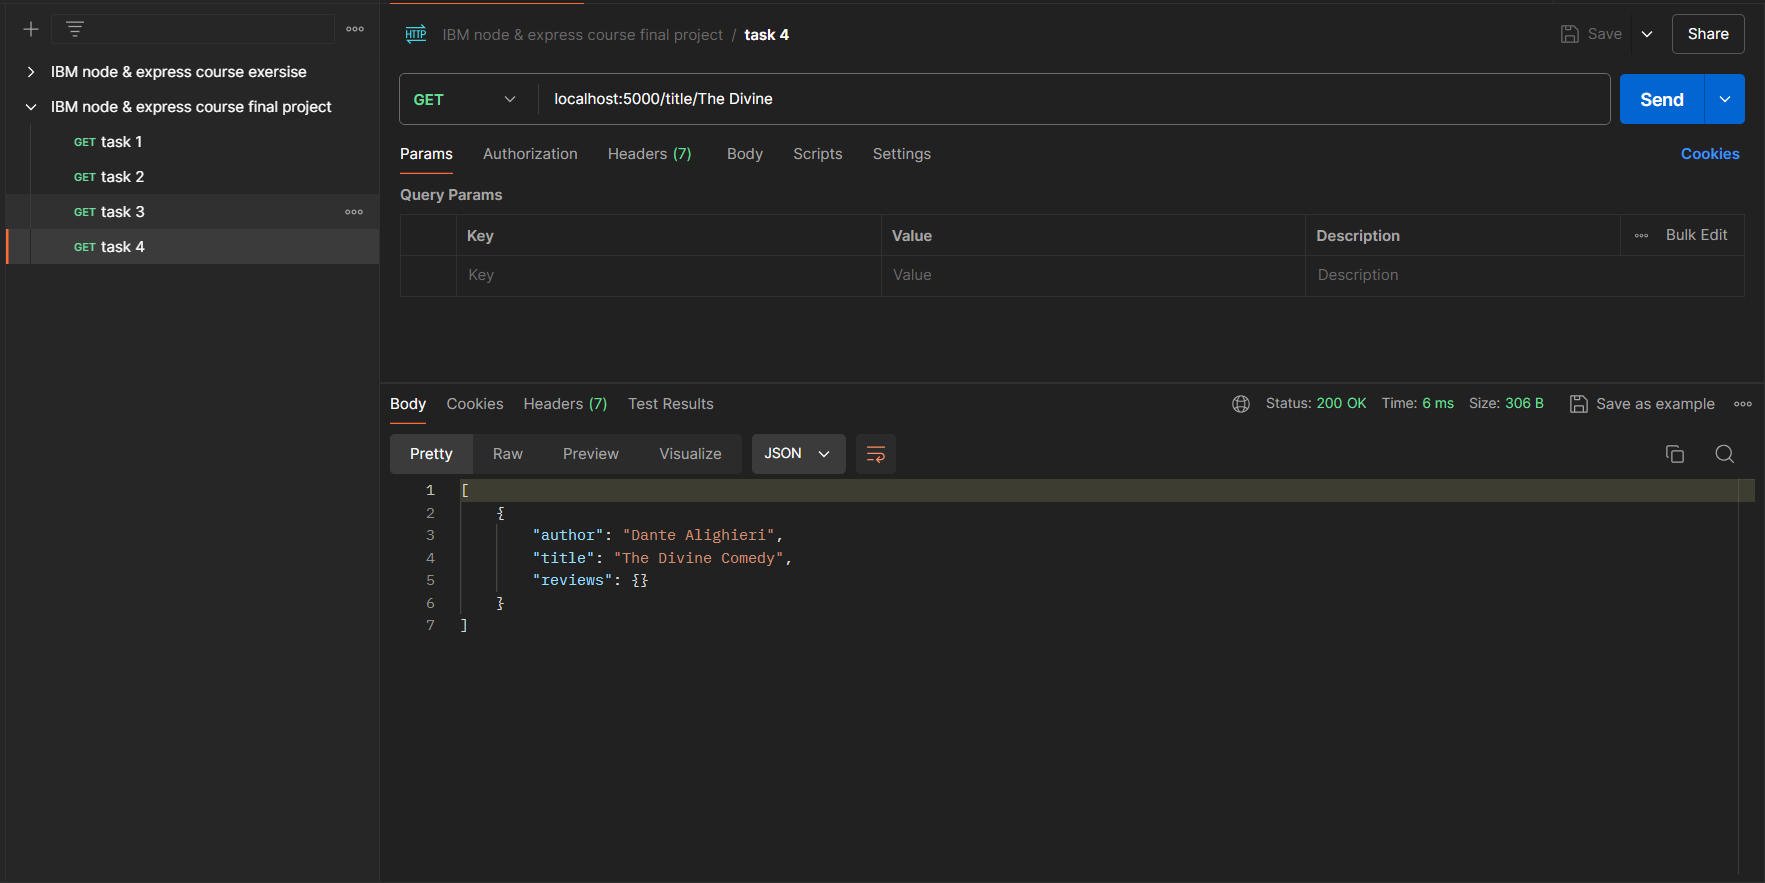 IBM node & express course exersise
IBM node & express course final project
GET task 1
GET task 2
GET task 3
GET task 4
HTTP IBM node & express course final project / task 4
Save
Share
GET
localhost:5000/title/The Divine
Send
Params Authorization Headers (7) Body Scripts Settings
Cookies
Query Params
Key Value Description Bulk Edit
Key Value Description
Body Cookies Headers (7) Test Results
Status: 200 OK Time: 6 ms Size: 306 B Save as example
Pretty Raw Preview Visualize JSON
1 [
2 {
3 "author": "Dante Alighieri",
4 "title": "The Divine Comedy",
5 "reviews": {}
6 }
7 ]